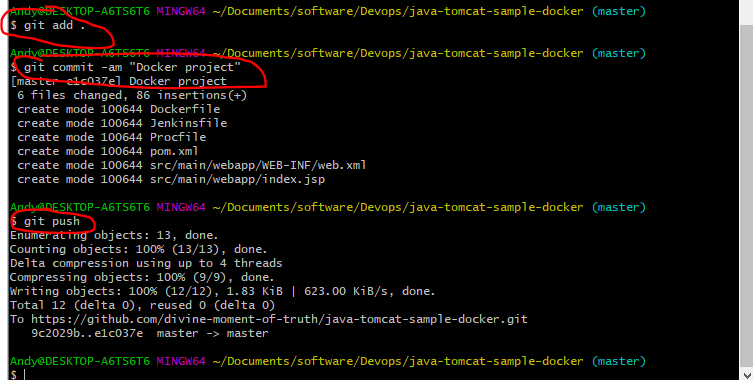 Andy@DESKTOP-A6TS6T6 MINGW64 ~/Documents/software/Devops/java-tomcat-sample-docker (master)
$ git add .
Andy@DESKTOP-A6TS6T6 MINGW64 ~/Documents/software/Devops/java-tomcat-sample-docker (master)
$ git commit -am "Docker project"
[master e1c037e] Docker project
6 files changed, 86 insertions(+)
create mode 100644 Dockerfile
create mode 100644 Jenkinsfile
create mode 100644 Procfile
create mode 100644 pom.xml
create mode 100644 src/main/webapp/WEB-INF/web.xml
create mode 100644 src/main/webapp/index.jsp
Andy@DESKTOP-A6TS6T6 MINGW64 ~/Documents/software/Devops/java-tomcat-sample-docker (master)
$ git push
Enumerating objects: 13, done.
Counting objects: 100% (13/13), done.
Delta compression using up to 4 threads
Compressing objects: 100% (9/9), done.
Writing objects: 100% (12/12), 1.83 KiB | 623.00 KiB/s, done.
Total 12 (delta 0), reused 0 (delta 0)
To https://github.com/divine-moment-of-truth/java-tomcat-sample-docker.git
9c2029b..e1c037e master -> master
Andy@DESKTOP-A6TS6T6 MINGW64 ~/Documents/software/Devops/java-tomcat-sample-docker (master)
$